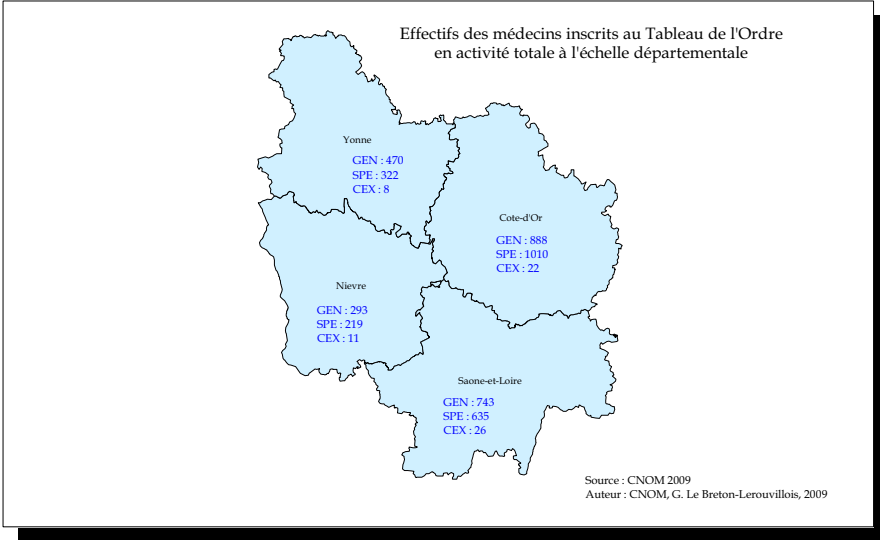 Effectifs des médecins inscrits au Tableau de l'Ordre
en activité totale à l'échelle départementale
Yonne
GEN : 470
SPE : 322
CEX : 8
Cote-d'Or
GEN : 888
SPE : 1010
CEX : 22
Nievre
GEN : 293
SPE : 219
CEX : 11
Saone-et-Loire
GEN : 743
SPE : 635
CEX : 26
Source : CNOM 2009
Auteur : CNOM, G. Le Breton-Lerouvillois, 2009